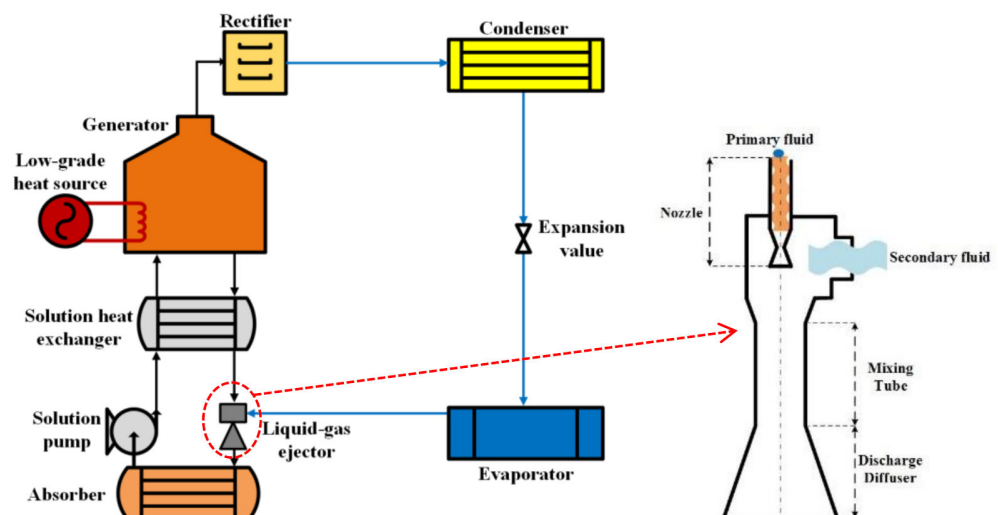 Rectifier
Condenser
Generator
Low-grade
heat source
Expansion
value
Solution heat
exchanger
Solution
pump
Liquid-gas
ejector
Evaporator
Absorber
Primary fluid
Nozzle
Secondary fluid
Mixing
Tube
Discharge
Diffuser